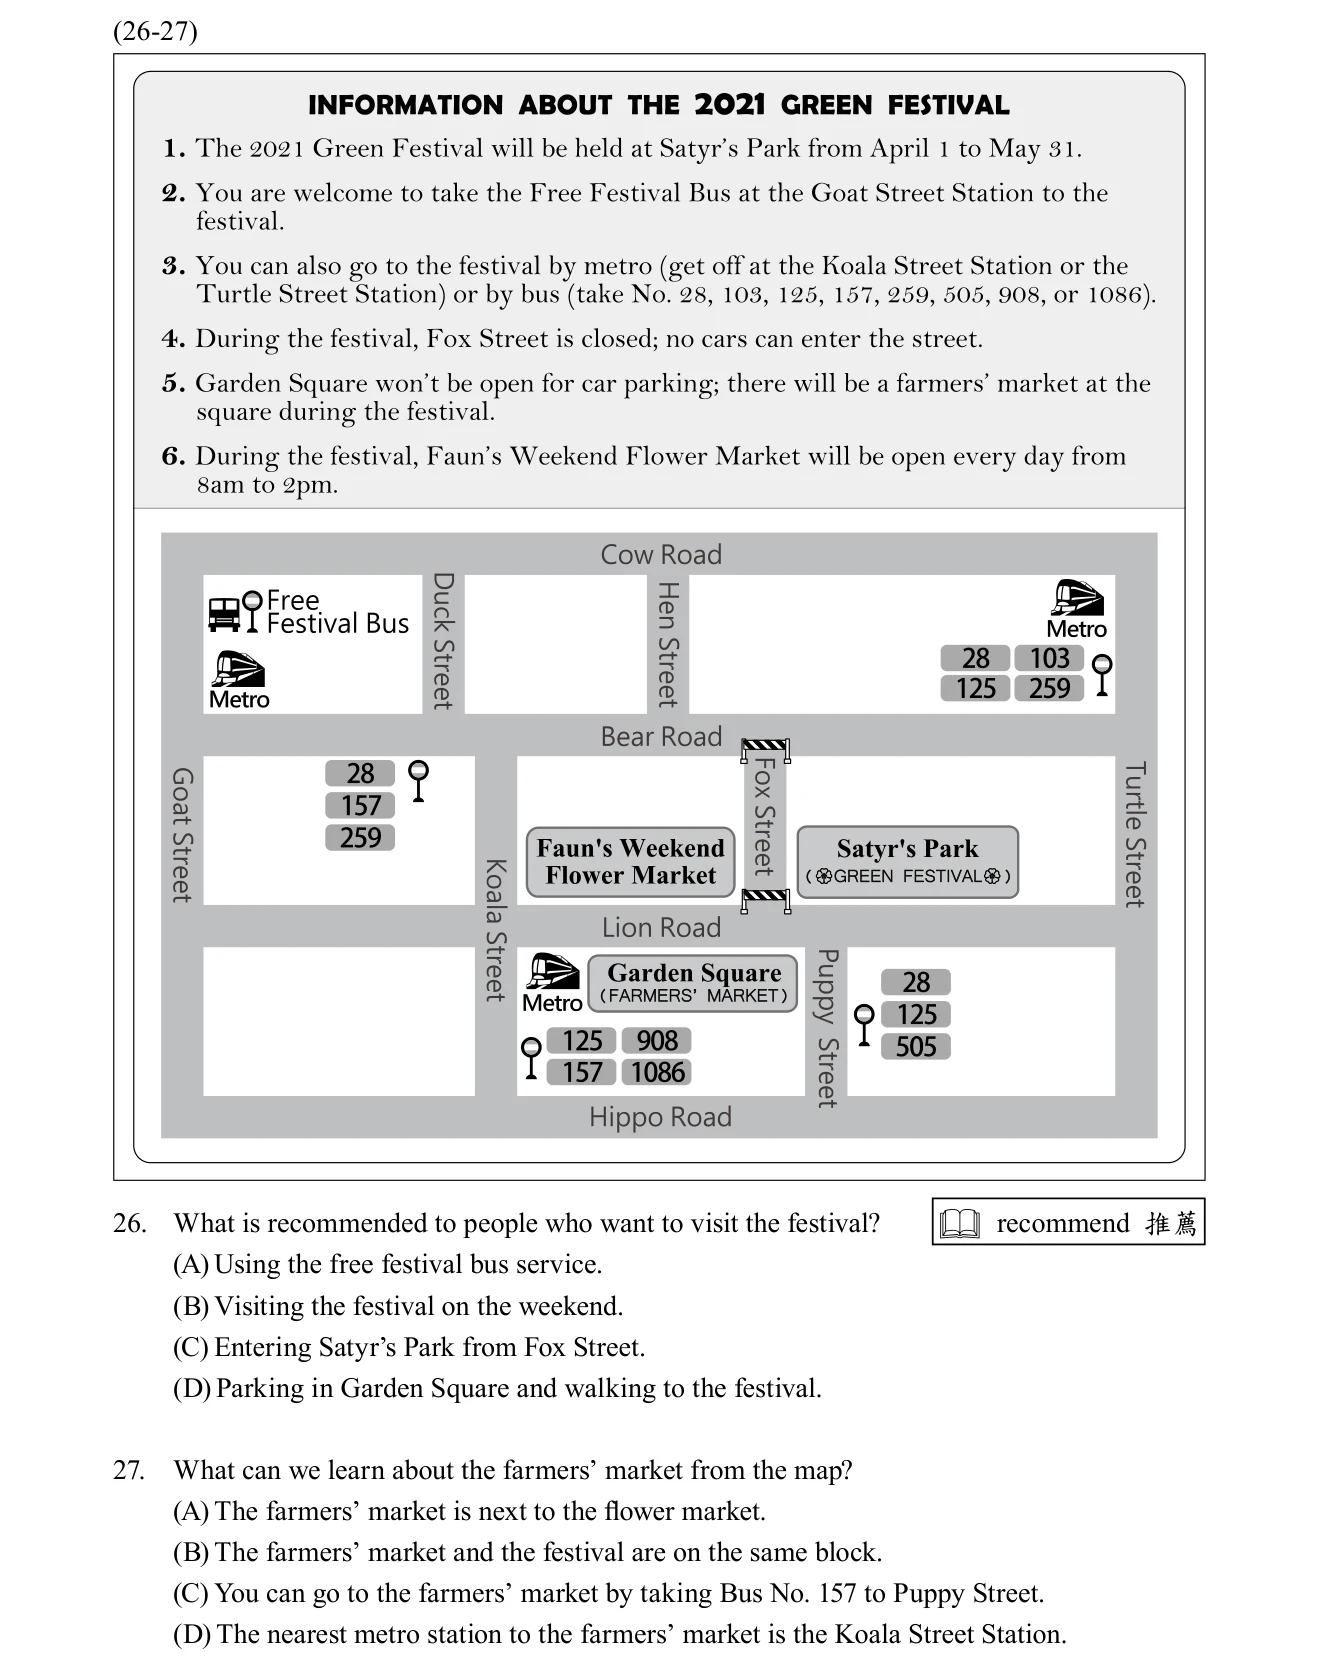 (26-27)
INFORMATION ABOUT THE 2021 GREEN FESTIVAL
1. The 2021 Green Festival will be held at Satyr's Park from April 1 to May 31.
2. You are welcome to take the Free Festival Bus at the Goat Street Station to the
festival.
3. You can also go to the festival by metro (get off at the Koala Street Station or the
Turtle Street Station) or by bus (take No. 28, 103, 125, 157, 259, 505, 908, or 1086).
4. During the festival, Fox Street is closed; no cars can enter the street.
5. Garden Square won't be open for car parking; there will be a farmers' market at the
square during the festival.
6. During the festival, Faun's Weekend Flower Market will be open every day from
8am to 2pm.
Cow Road
Free
Festival Bus
Metro
Duck Street
Hen Street
Metro
28 103
125 259
Bear Road
Goat Street
28
157
259
Koala Street
Faun's Weekend
Flower Market
Fox Street
Satyr's Park
(GREEN FESTIVAL)
Turtle Street
Lion Road
Metro
Garden Square
(FARMERS' MARKET)
125 908
157 1086
Puppy Street
28
125
505
Hippo Road
26. What is recommended to people who want to visit the festival?
recommend 推薦
(A) Using the free festival bus service.
(B) Visiting the festival on the weekend.
(C) Entering Satyr's Park from Fox Street.
(D) Parking in Garden Square and walking to the festival.
27. What can we learn about the farmers' market from the map?
(A) The farmers' market is next to the flower market.
(B) The farmers' market and the festival are on the same block.
(C) You can go to the farmers' market by taking Bus No. 157 to Puppy Street.
(D) The nearest metro station to the farmers' market is the Koala Street Station.